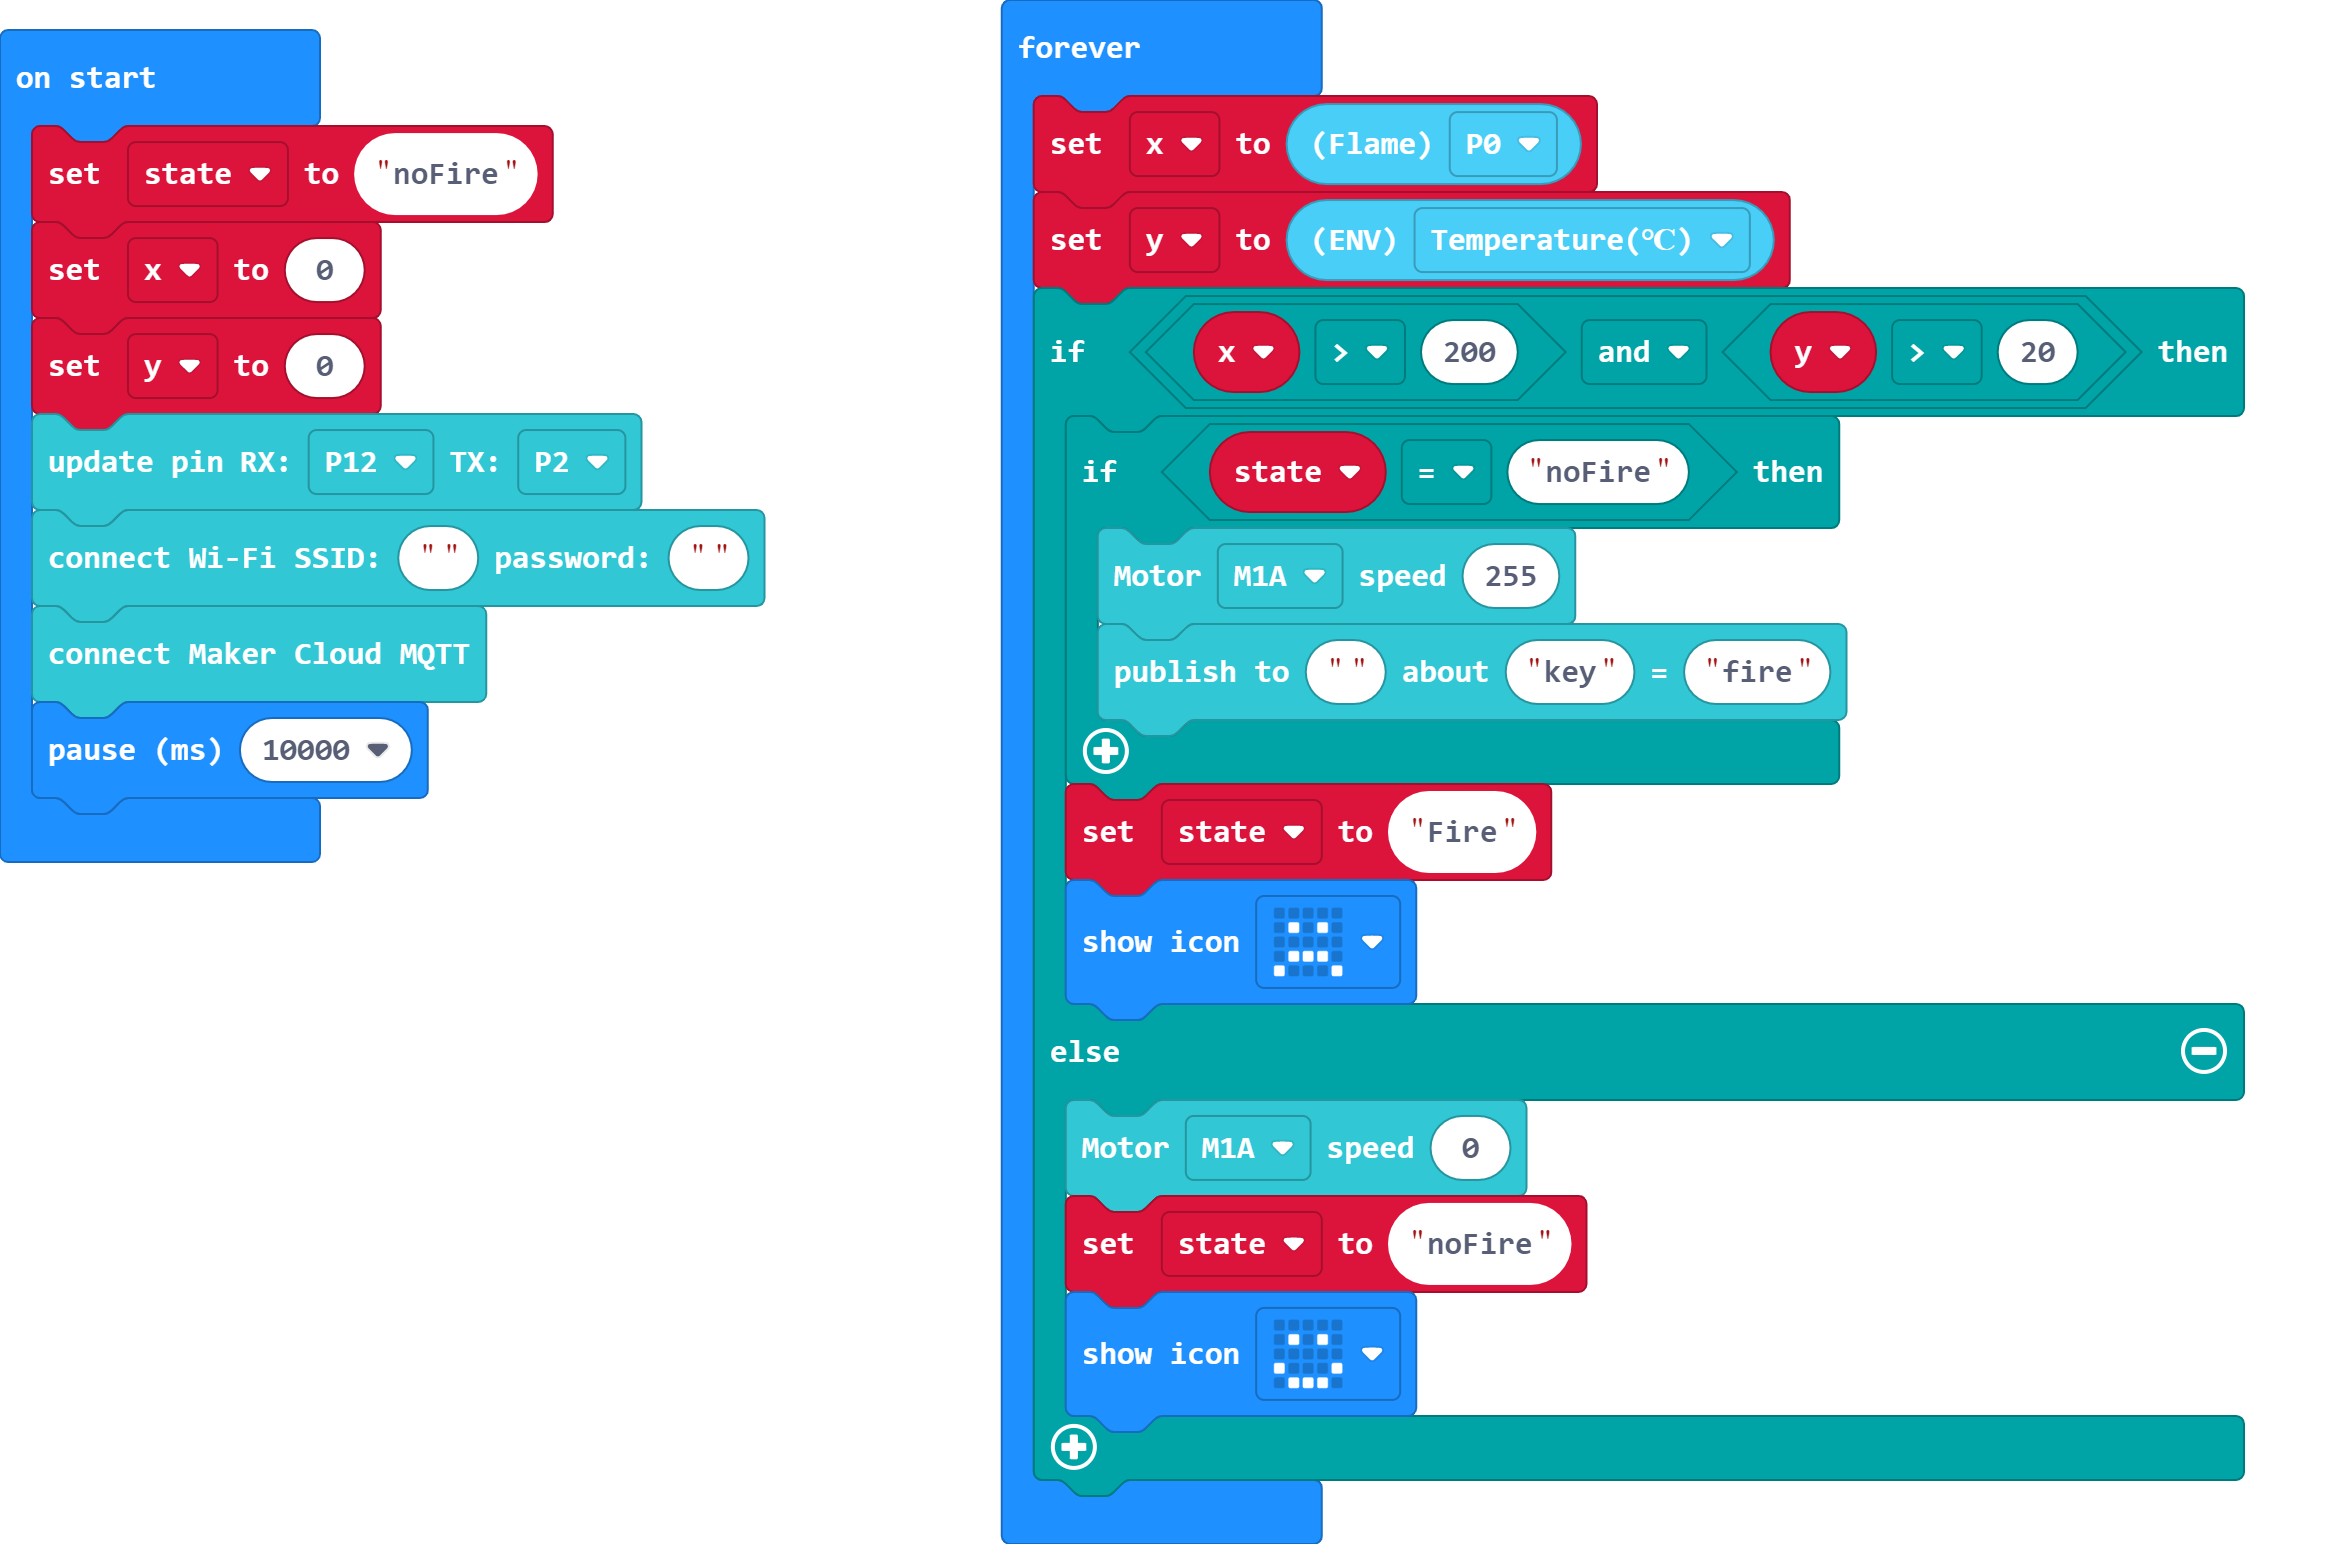 on start
set state to "noFire"
set x to 0
set y to 0
update pin RX: P12 TX: P2
connect Wi-Fi SSID: " " password: " "
connect Maker Cloud MQTT
pause (ms) 10000
forever
set x to (Flame) P0
set y to (ENV) Temperature(℃)
if x > 200 and y > 20 then
if state = "noFire" then
Motor M1A speed 255
publish to " " about "key" = "fire"
set state to "Fire"
show icon
else
Motor M1A speed 0
set state to "noFire"
show icon